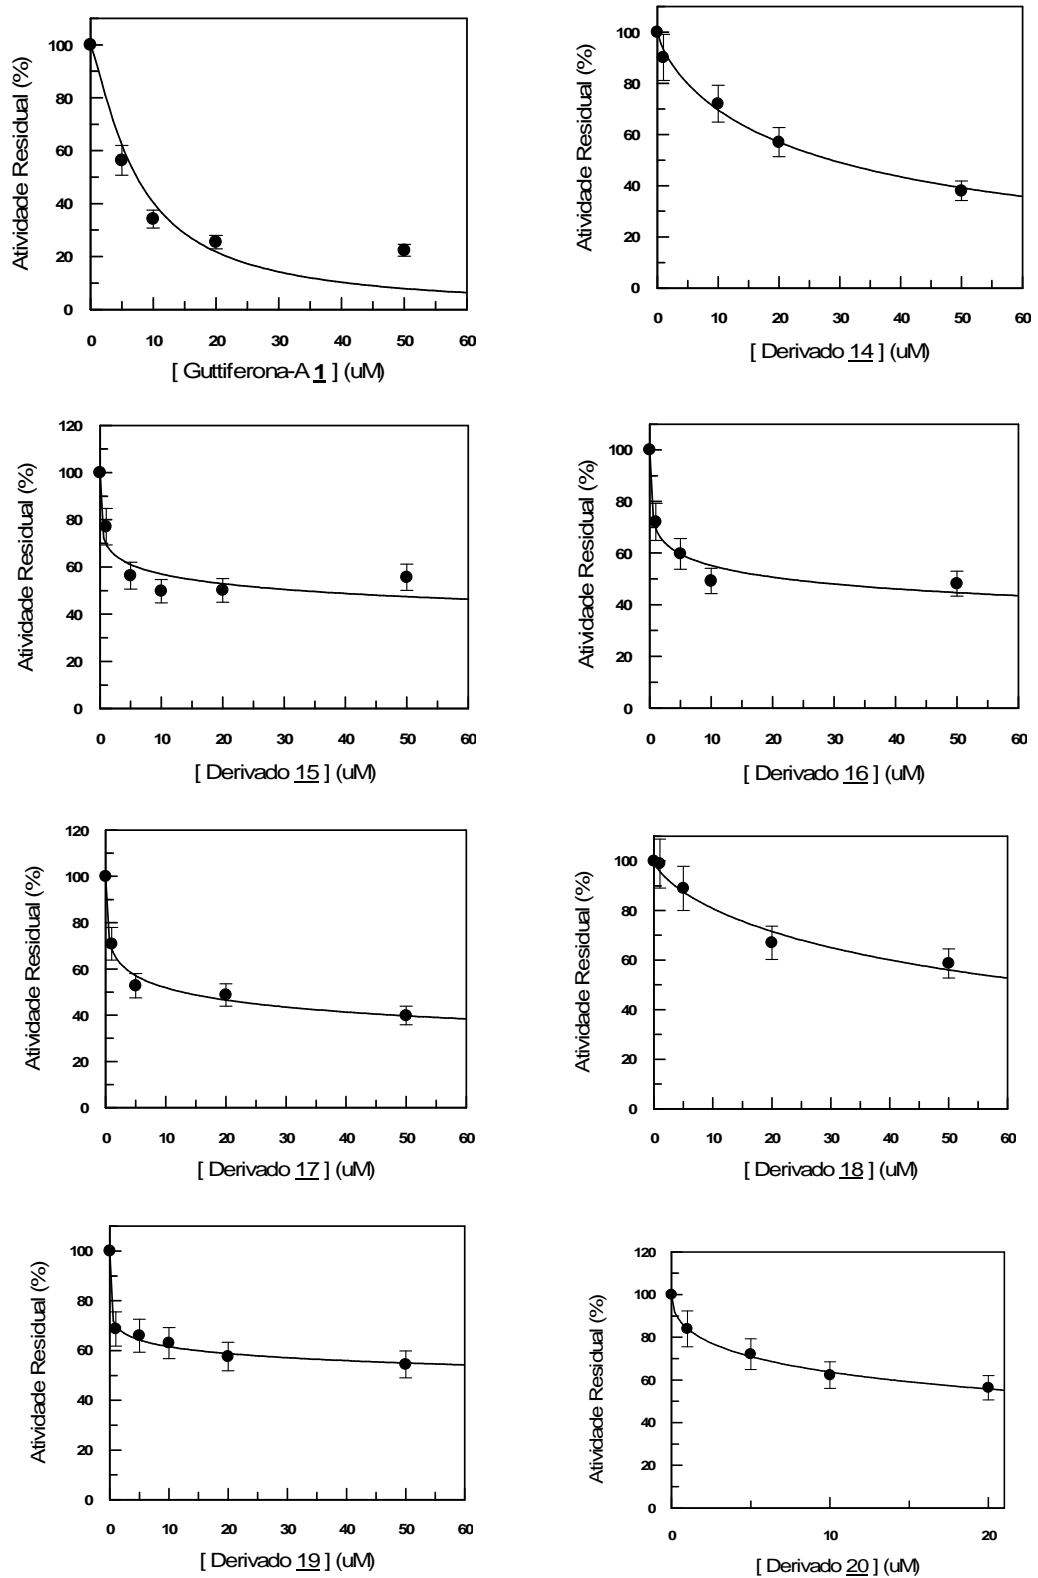 Atividade Residual (%)
100
80
60
40
20
0
0 10 20 30 40 50 60
[ Guttiferona-A 1 ] (uM)
Atividade Residual (%)
100
80
60
40
20
0
0 10 20 30 40 50 60
[ Derivado 14 ] (uM)
Atividade Residual (%)
120
100
80
60
40
20
0
0 10 20 30 40 50 60
[ Derivado 15 ] (uM)
Atividade Residual (%)
100
80
60
40
20
0
0 10 20 30 40 50 60
[ Derivado 16 ] (uM)
Atividade Residual (%)
120
100
80
60
40
20
0
0 10 20 30 40 50 60
[ Derivado 17 ] (uM)
Atividade Residual (%)
100
80
60
40
20
0
0 10 20 30 40 50 60
[ Derivado 18 ] (uM)
Atividade Residual (%)
100
80
60
40
20
0
0 10 20 30 40 50 60
[ Derivado 19 ] (uM)
Atividade Residual (%)
120
100
80
60
40
20
0
0 10 20
[ Derivado 20 ] (uM)